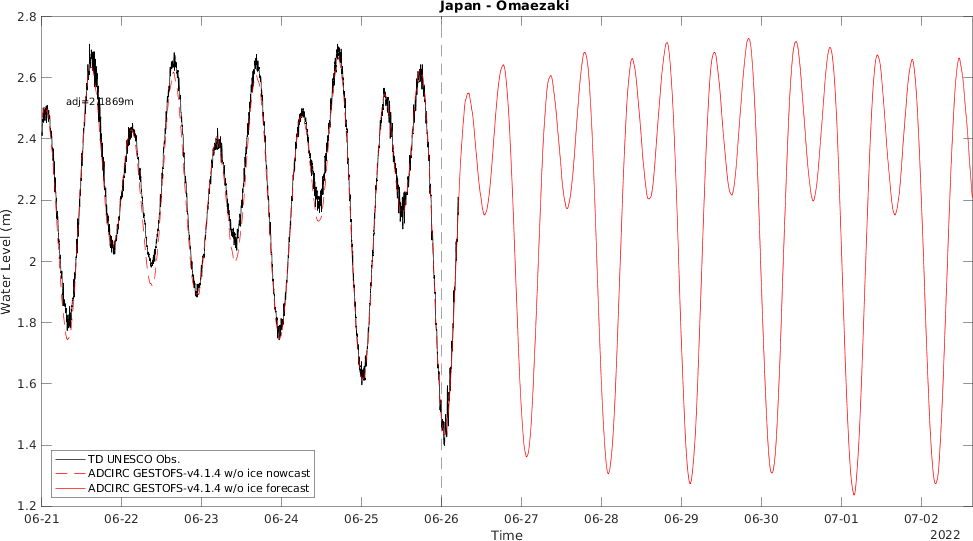 Japan - Omaezaki
2.8
2.6
2.4
2.2
2
1.8
1.6
1.4
1.2
Water Level (m)
adj=2.1869m
TD UNESCO Obs.
ADCIRC GESTOFS-v4.1.4 w/o ice nowcast
ADCIRC GESTOFS-v4.1.4 w/o ice forecast
06-21 06-22 06-23 06-24 06-25 06-26 06-27 06-28 06-29 06-30 07-01 07-02
2022
Time